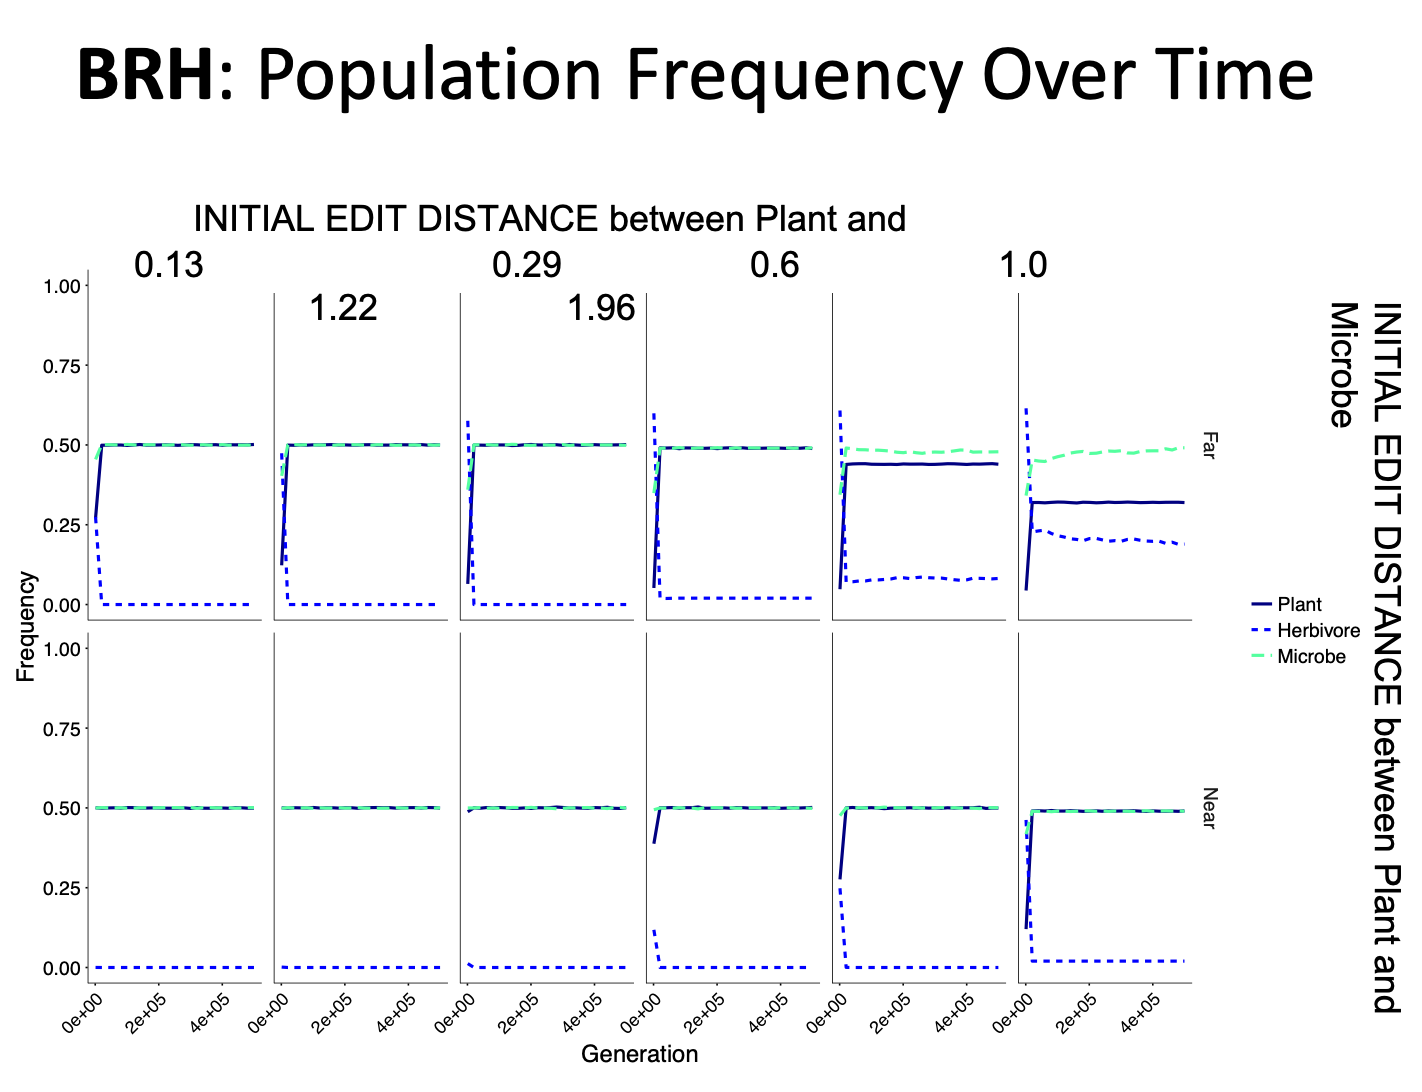 BRH: Population Frequency Over Time
INITIAL EDIT DISTANCE between Plant and
0.13 0.29 0.6 1.0
1.22 1.96
1.00
0.75
0.50
0.25
0.00
Far
1.00
0.75
0.50
0.25
0.00
Near
Frequency
0e+00 2e+05 4e+05 0e+00 2e+05 4e+05 0e+00 2e+05 4e+05 0e+00 2e+05 4e+05 0e+00 2e+05 4e+05 0e+00 2e+05 4e+05
Generation
Plant
Herbivore
Microbe
INITIAL EDIT DISTANCE between Plant and
Microbe